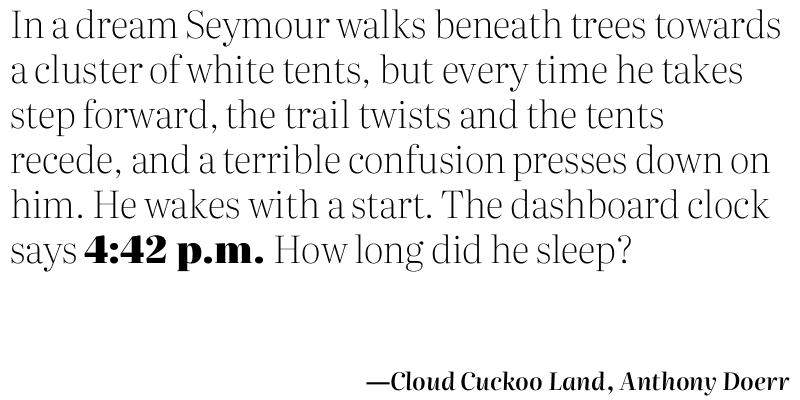 In a dream Seymour walks beneath trees towards
a cluster of white tents, but every time he takes
step forward, the trail twists and the tents
recede, and a terrible confusion presses down on
him. He wakes with a start. The dashboard clock
says 4:42 p.m. How long did he sleep?
—Cloud Cuckoo Land, Anthony Doerr